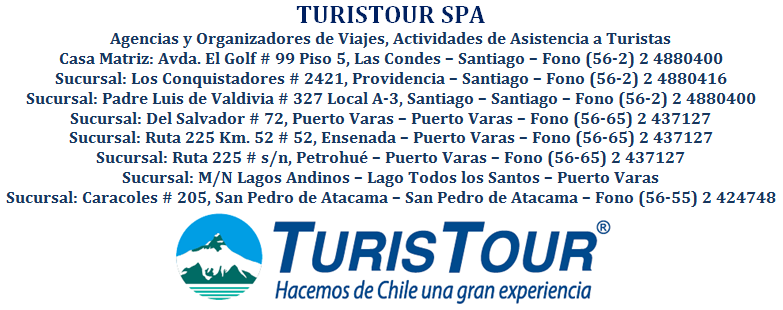 TURISTOUR SPA
Agencias y Organizadores de Viajes, Actividades de Asistencia a Turistas
Casa Matriz: Avda. El Golf # 99 Piso 5, Las Condes – Santiago – Fono (56-2) 2 4880400
Sucursal: Los Conquistadores # 2421, Providencia – Santiago – Fono (56-2) 2 4880416
Sucursal: Padre Luis de Valdivia # 327 Local A-3, Santiago – Santiago – Fono (56-2) 2 4880400
Sucursal: Del Salvador # 72, Puerto Varas – Puerto Varas – Fono (56-65) 2 437127
Sucursal: Ruta 225 Km. 52 # 52, Ensenada – Puerto Varas – Fono (56-65) 2 437127
Sucursal: Ruta 225 # s/n, Petrohué – Puerto Varas – Fono (56-65) 2 437127
Sucursal: M/N Lagos Andinos – Lago Todos los Santos – Puerto Varas
Sucursal: Caracoles # 205, San Pedro de Atacama – San Pedro de Atacama – Fono (56-55) 2 424748
TURISTOUR®
Hacemos de Chile una gran experiencia